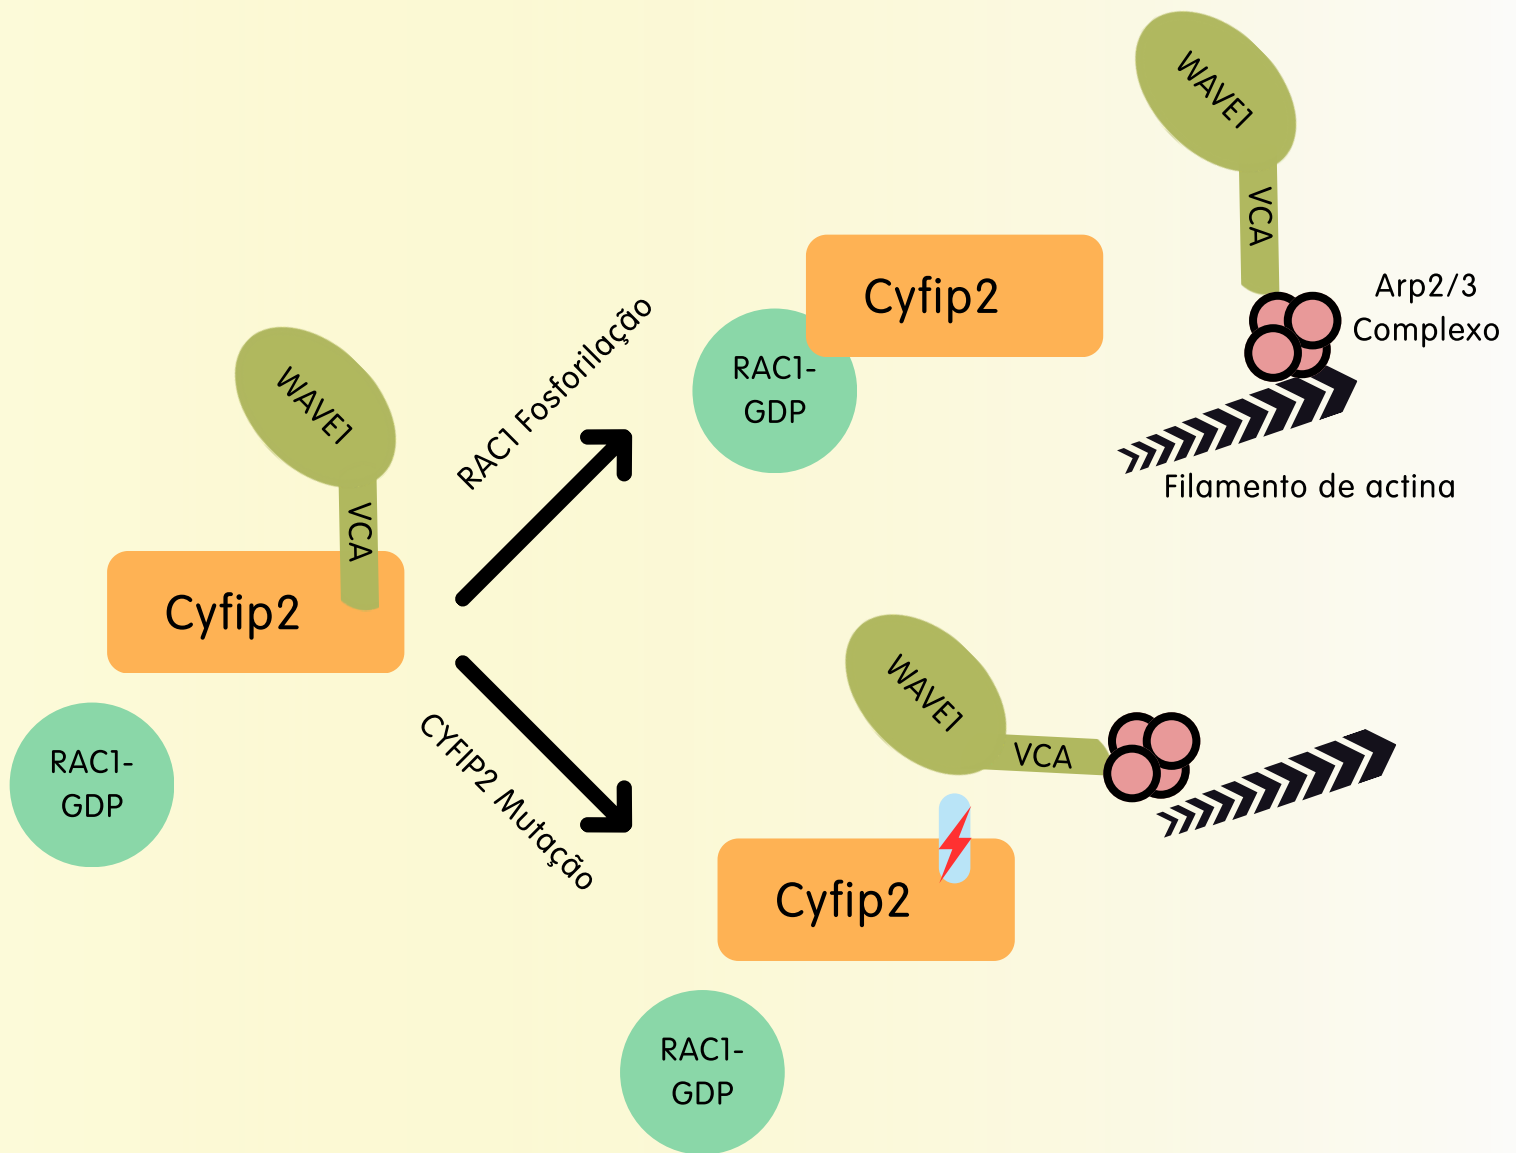 WAVE1
VCA
Cyfip2
RAC1-
GDP
RAC1 Fosforilação
CYFIP2 Mutação
WAVE1
VCA
Cyfip2
RAC1-
GDP
Arp2/3
Complexo
Filamento de actina
WAVE1
VCA
Cyfip2
RAC1-
GDP